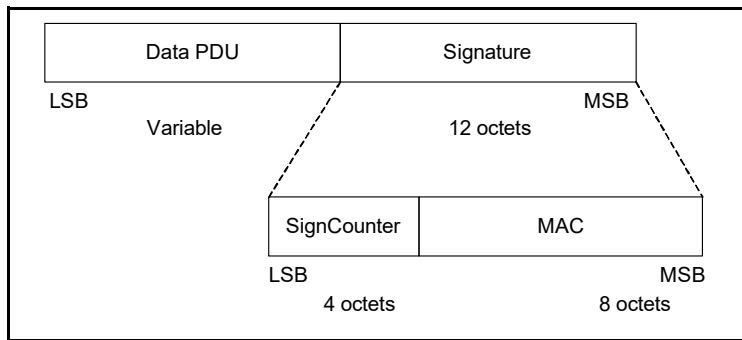 Data PDU Signature
LSB MSB
Variable 12 octets
SignCounter MAC
LSB MSB
4 octets 8 octets